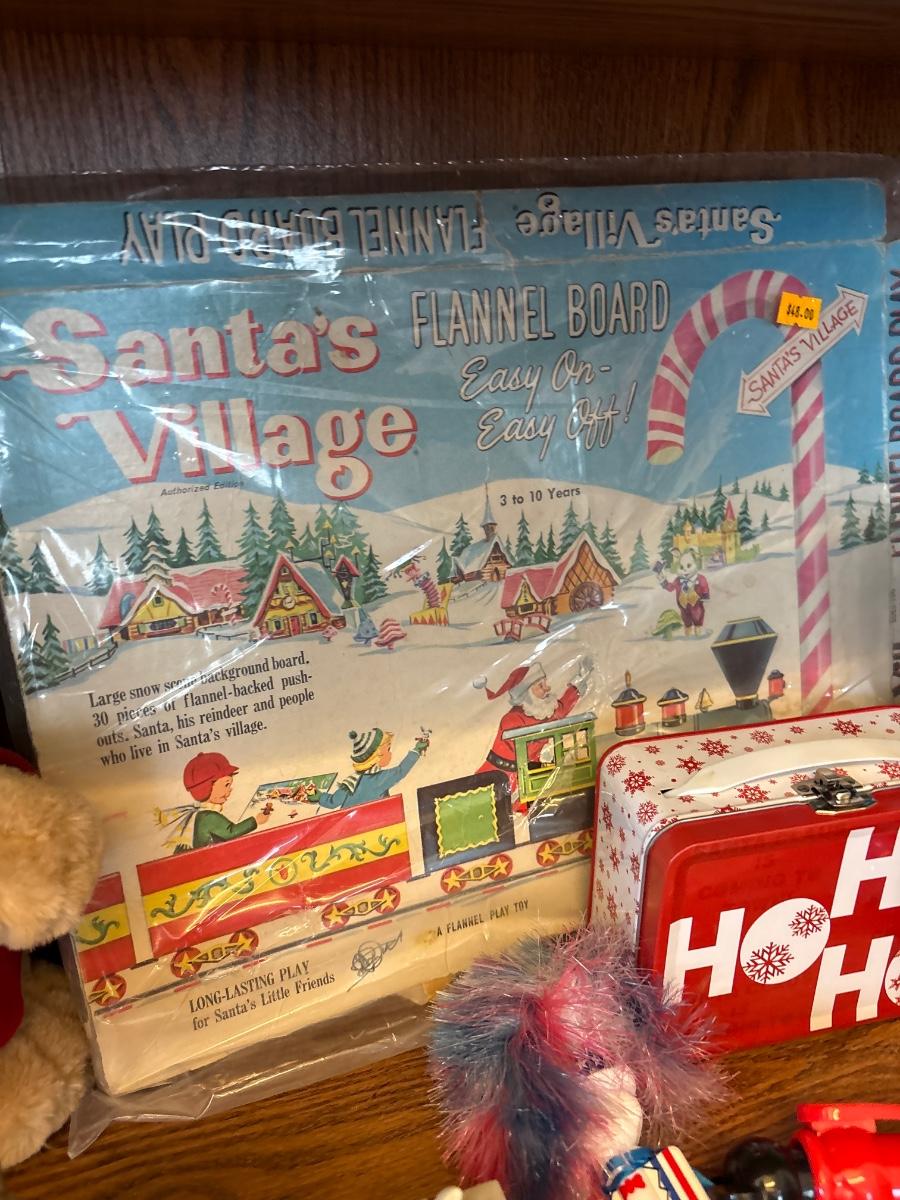 Santa's Village FLANNEL BOARD PLAY
Santa's
Village
Authorized Edition
FLANNEL BOARD
Easy On-
Easy Off!
3 to 10 Years
$48.00
SANTA'S VILLAGE
Large snow scene background board.
30 pieces of flannel-backed push-
outs. Santa, his reindeer and people
who live in Santa's village.
A FLANNEL PLAY TOY
LONG-LASTING PLAY
for Santa's Little Friends
FLANNEL BOARD PLAY
HO
HO